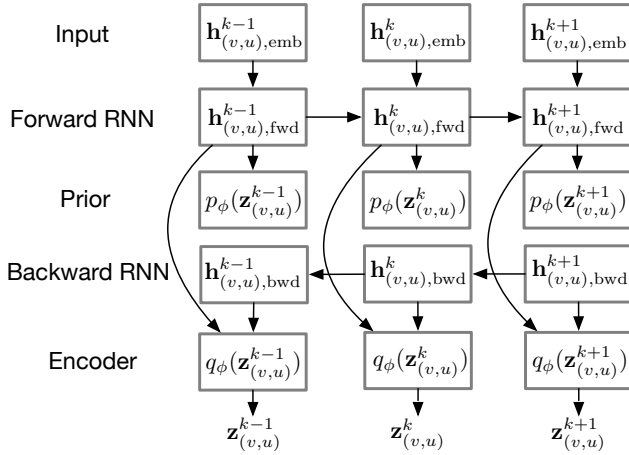 Input h^{k-1}_{(v,u),emb} h^{k}_{(v,u),emb} h^{k+1}_{(v,u),emb}
Forward RNN h^{k-1}_{(v,u),fwd} h^{k}_{(v,u),fwd} h^{k+1}_{(v,u),fwd}
Prior p_ϕ(z^{k-1}_{(v,u)}) p_ϕ(z^{k}_{(v,u)}) p_ϕ(z^{k+1}_{(v,u)})
Backward RNN h^{k-1}_{(v,u),bwd} h^{k}_{(v,u),bwd} h^{k+1}_{(v,u),bwd}
Encoder q_ϕ(z^{k-1}_{(v,u)}) q_ϕ(z^{k}_{(v,u)}) q_ϕ(z^{k+1}_{(v,u)})
z^{k-1}_{(v,u)} z^{k}_{(v,u)} z^{k+1}_{(v,u)}